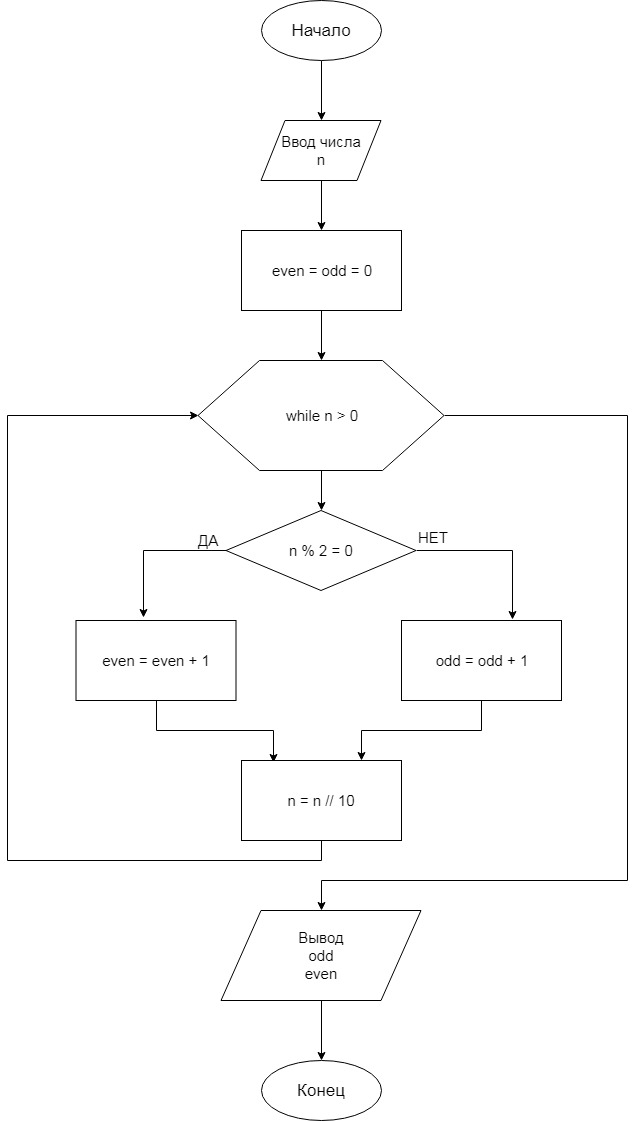 Начало
Ввод числа
n
even = odd = 0
while n > 0
ДА
n % 2 = 0
НЕТ
even = even + 1
odd = odd + 1
n = n // 10
Вывод
odd
even
Конец